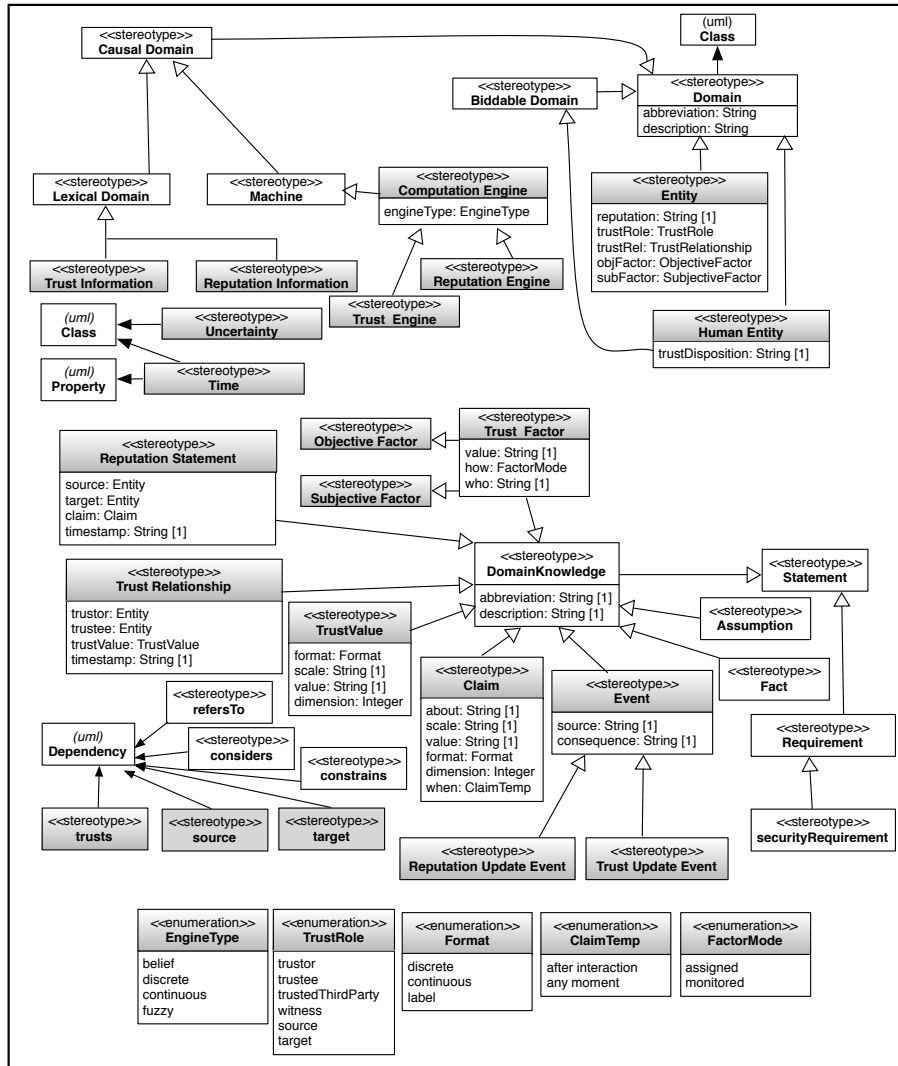 <<stereotype>>
Causal Domain
(uml)
Class
<<stereotype>>
Biddable Domain
<<stereotype>>
Domain
abbreviation: String
description: String
<<stereotype>>
Lexical Domain
<<stereotype>>
Machine
<<stereotype>>
Computation Engine
engineType: EngineType
<<stereotype>>
Entity
reputation: String [1]
trustRole: TrustRole
trustRel: TrustRelationship
objFactor: ObjectiveFactor
subFactor: SubjectiveFactor
<<stereotype>>
Trust Information
<<stereotype>>
Reputation Information
<<stereotype>>
Reputation Engine
<<stereotype>>
Trust Engine
(uml)
Class
<<stereotype>>
Uncertainty
<<stereotype>>
Human Entity
trustDisposition: String [1]
(uml)
Property
<<stereotype>>
Time
<<stereotype>>
Objective Factor
<<stereotype>>
Trust Factor
value: String [1]
how: FactorMode
who: String [1]
<<stereotype>>
Subjective Factor
<<stereotype>>
Reputation Statement
source: Entity
target: Entity
claim: Claim
timestamp: String [1]
<<stereotype>>
DomainKnowledge
abbreviation: String [1]
description: String [1]
<<stereotype>>
Statement
<<stereotype>>
Trust Relationship
trustor: Entity
trustee: Entity
trustValue: TrustValue
timestamp: String [1]
<<stereotype>>
TrustValue
format: Format
scale: String [1]
value: String [1]
dimension: Integer
<<stereotype>>
Assumption
<<stereotype>>
Fact
<<stereotype>>
Claim
about: String [1]
scale: String [1]
value: String [1]
format: Format
dimension: Integer
when: ClaimTemp
<<stereotype>>
Event
source: String [1]
consequence: String [1]
<<stereotype>>
Requirement
<<stereotype>>
refersTo
(uml)
Dependency
<<stereotype>>
considers
<<stereotype>>
constrains
<<stereotype>>
trusts
<<stereotype>>
source
<<stereotype>>
target
<<stereotype>>
Reputation Update Event
<<stereotype>>
Trust Update Event
<<stereotype>>
securityRequirement
<<enumeration>>
EngineType
belief
discrete
continuous
fuzzy
<<enumeration>>
TrustRole
trustor
trustee
trustedThirdParty
witness
source
target
<<enumeration>>
Format
discrete
continuous
label
<<enumeration>>
ClaimTemp
after interaction
any moment
<<enumeration>>
FactorMode
assigned
monitored